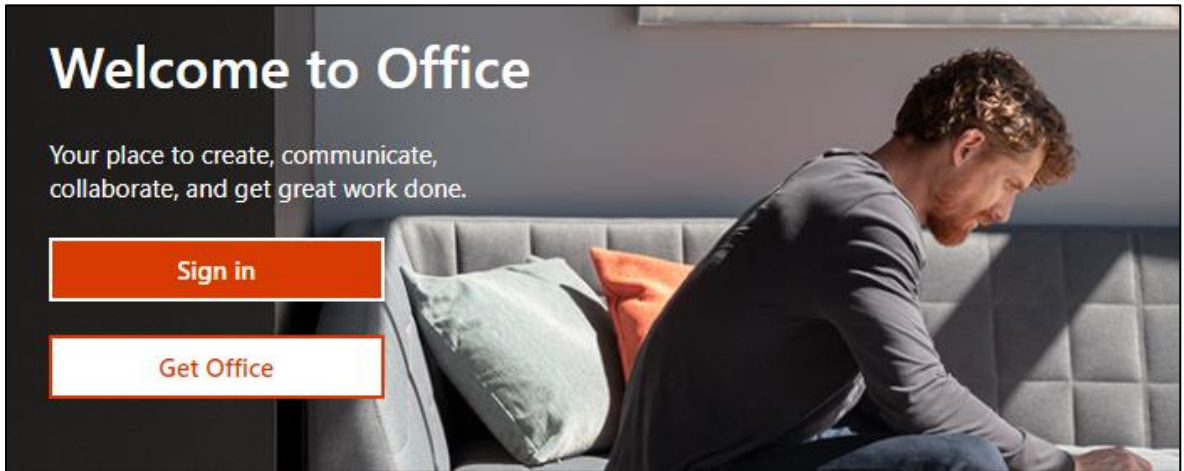 Welcome to Office
Your place to create, communicate,
collaborate, and get great work done.
Sign in
Get Office